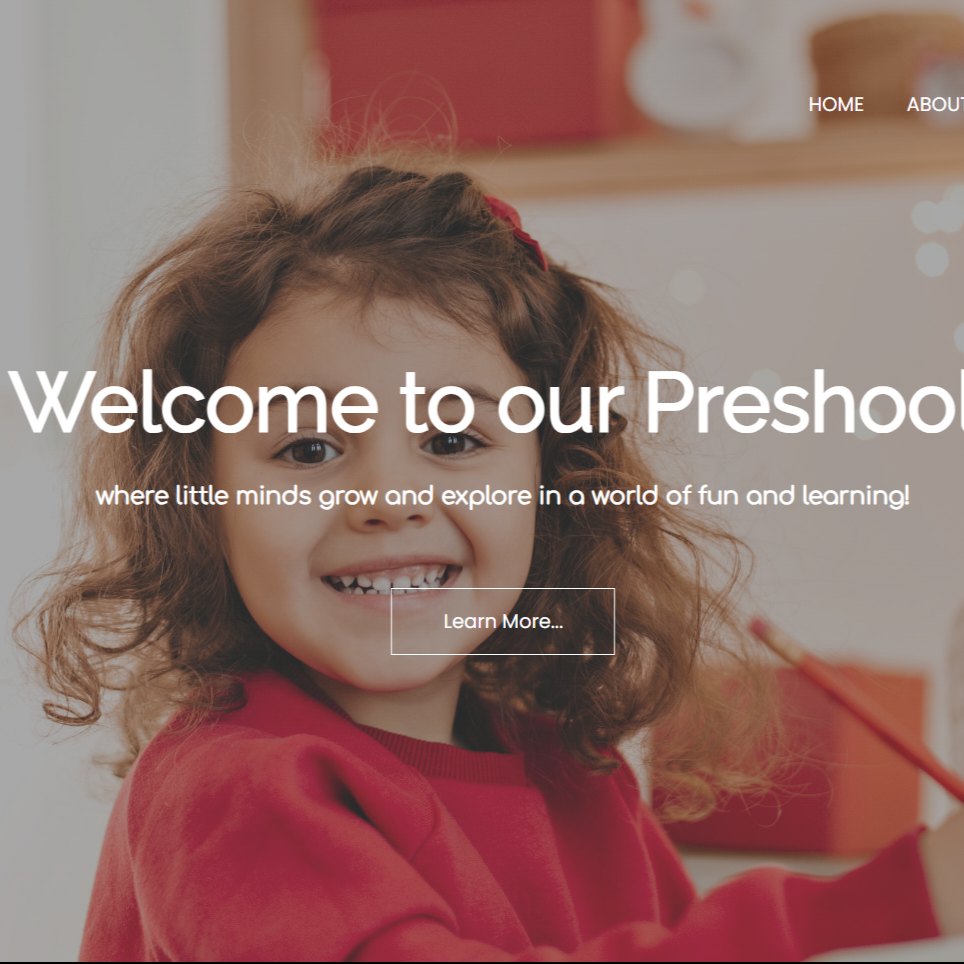 HOME ABOUT
Welcome to our Preshool
where little minds grow and explore in a world of fun and learning!
Learn More...